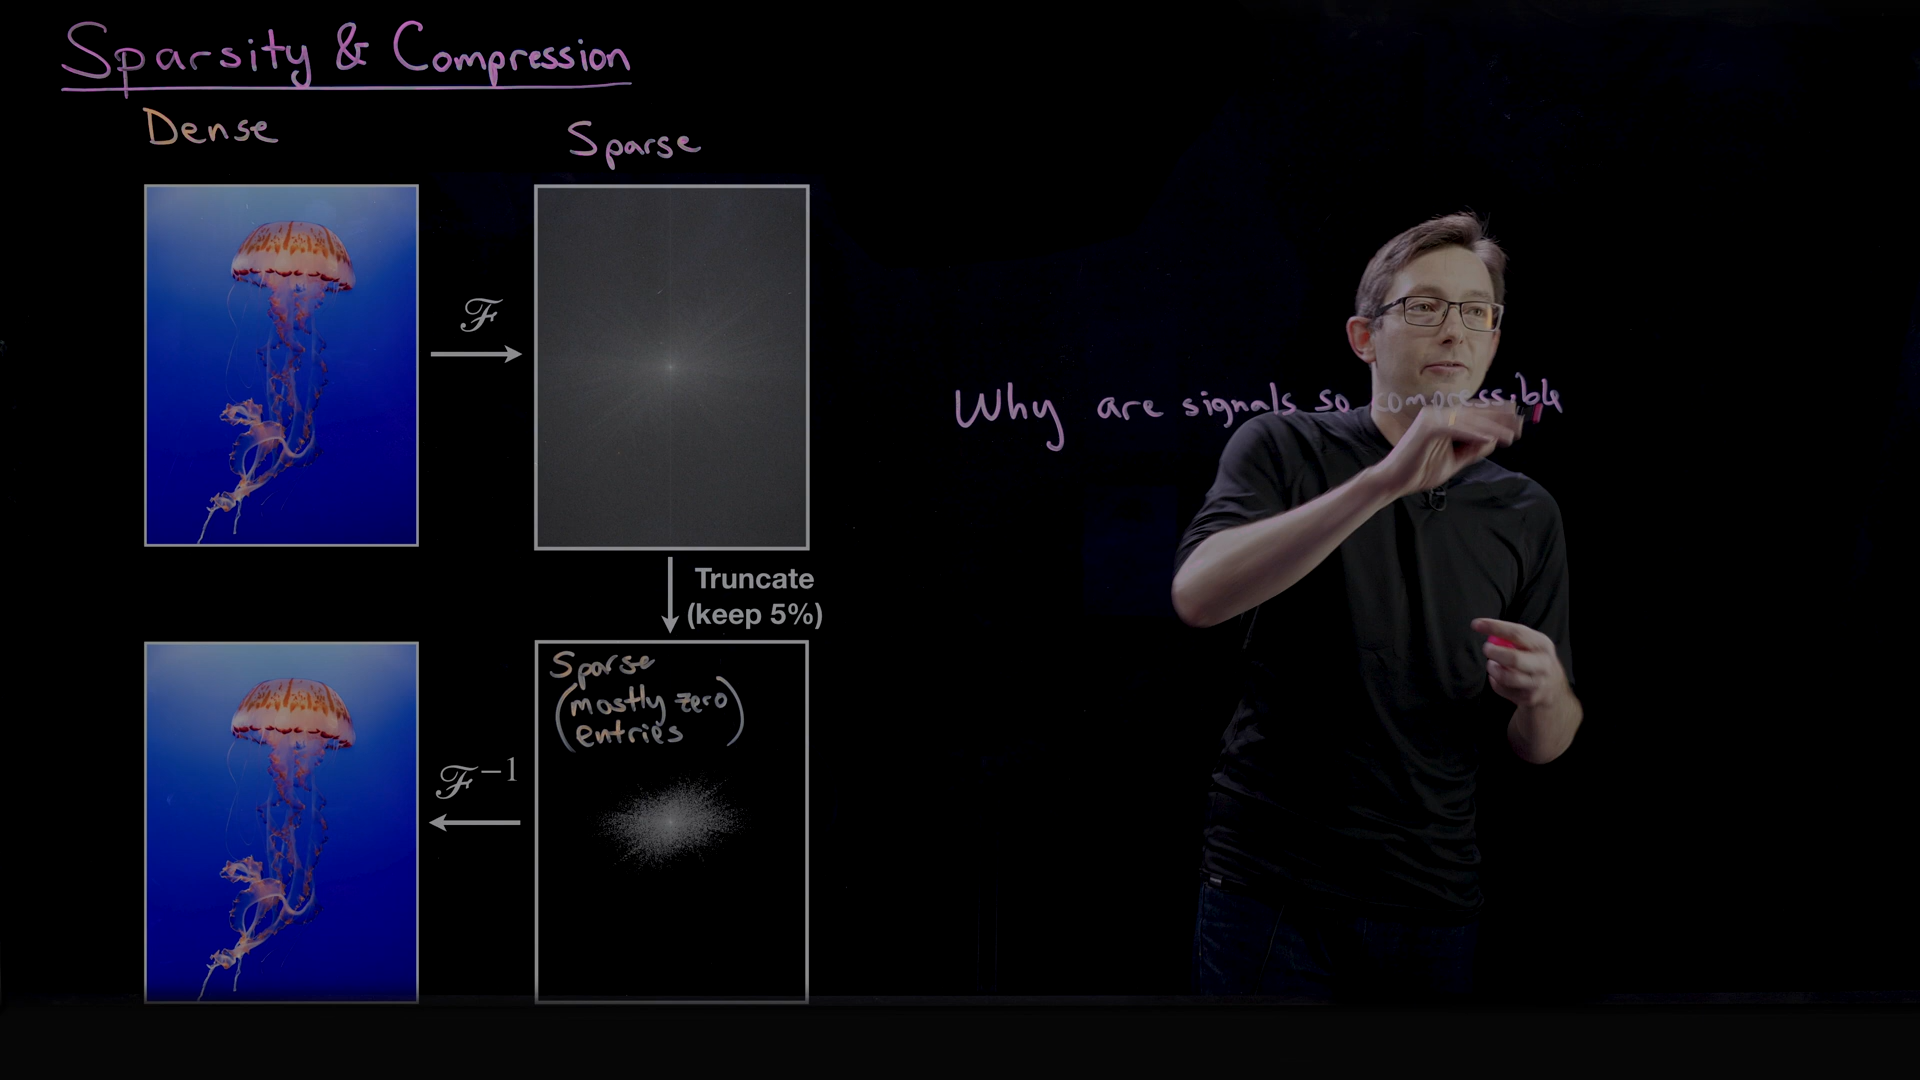 Sparsity & Compression
Dense
Sparse
ℱ
Why are signals so compressible
Truncate
(keep 5%)
Sparse
(mostly zero)
entries
ℱ⁻¹